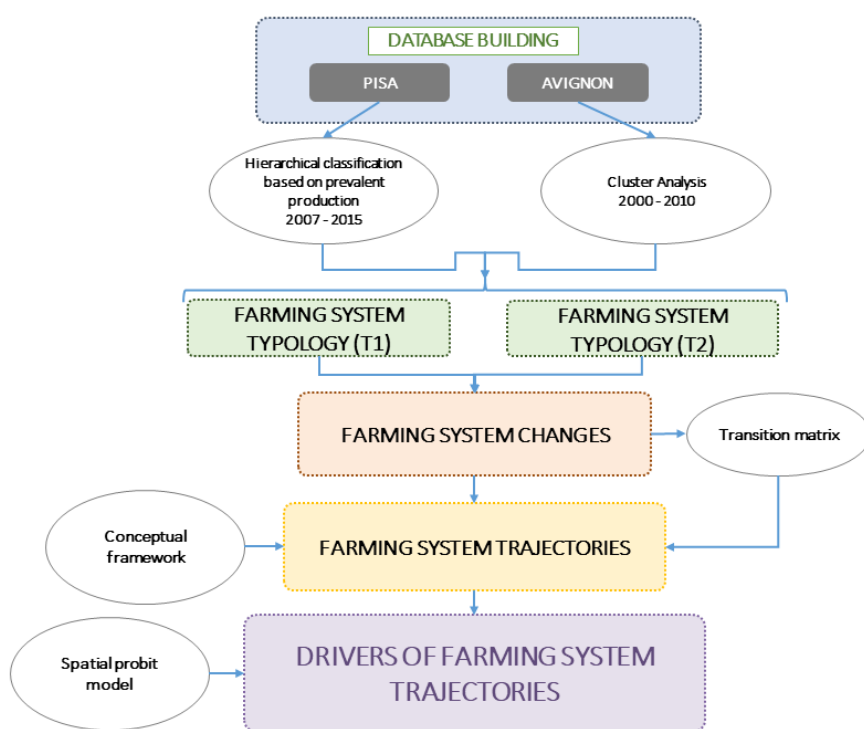 DATABASE BUILDING
PISA
AVIGNON
Hierarchical classification
based on prevalent
production
2007 - 2015
Cluster Analysis
2000 - 2010
FARMING SYSTEM
TYPOLOGY (T1)
FARMING SYSTEM
TYPOLOGY (T2)
FARMING SYSTEM CHANGES
Transition matrix
Conceptual
framework
FARMING SYSTEM TRAJECTORIES
Spatial probit
model
DRIVERS OF FARMING SYSTEM
TRAJECTORIES